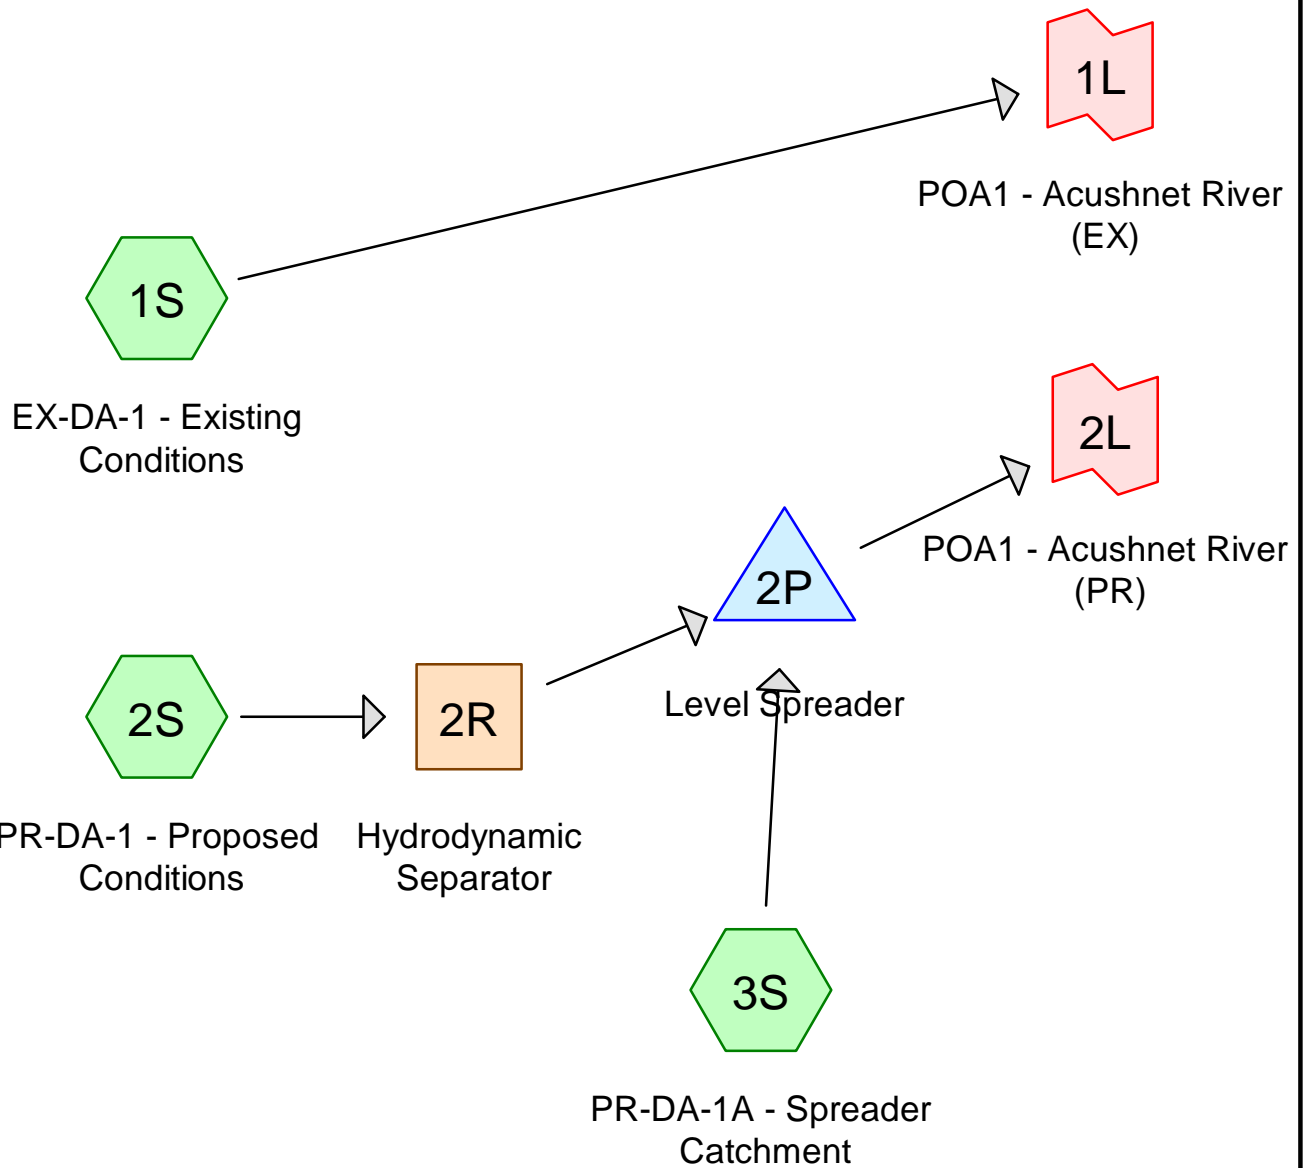 1L
POA1 - Acushnet River
(EX)
1S
EX-DA-1 - Existing
Conditions
2L
POA1 - Acushnet River
(PR)
2P
Level Spreader
2S
PR-DA-1 - Proposed
Conditions
2R
Hydrodynamic
Separator
3S
PR-DA-1A - Spreader
Catchment